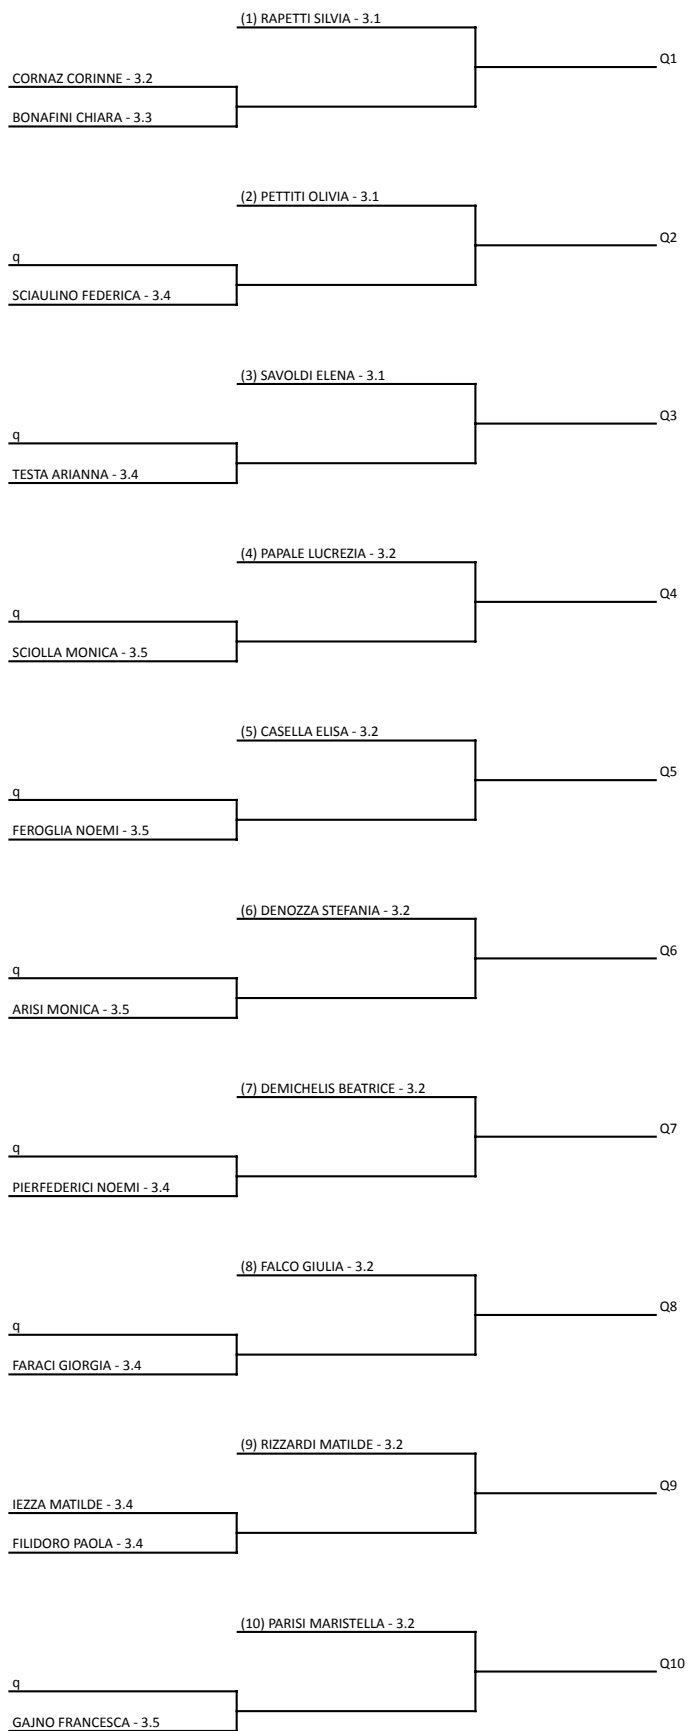 (1) RAPETTI SILVIA - 3.1
Q1
CORNAZ CORINNE - 3.2
BONAFINI CHIARA - 3.3
(2) PETTITI OLIVIA - 3.1
Q2
q
SCIAULINO FEDERICA - 3.4
(3) SAVOLDI ELENA - 3.1
Q3
q
TESTA ARIANNA - 3.4
(4) PAPALE LUCREZIA - 3.2
Q4
q
SCIOLLA MONICA - 3.5
(5) CASELLA ELISA - 3.2
Q5
q
FEROGLIA NOEMI - 3.5
(6) DENOZZA STEFANIA - 3.2
Q6
q
ARISI MONICA - 3.5
(7) DEMICHELIS BEATRICE - 3.2
Q7
q
PIERFEDERICI NOEMI - 3.4
(8) FALCO GIULIA - 3.2
Q8
q
FARACI GIORGIA - 3.4
(9) RIZZARDI MATILDE - 3.2
Q9
IEZZA MATILDE - 3.4
FILIDORO PAOLA - 3.4
(10) PARISI MARISTELLA - 3.2
Q10
q
GAJNO FRANCESCA - 3.5